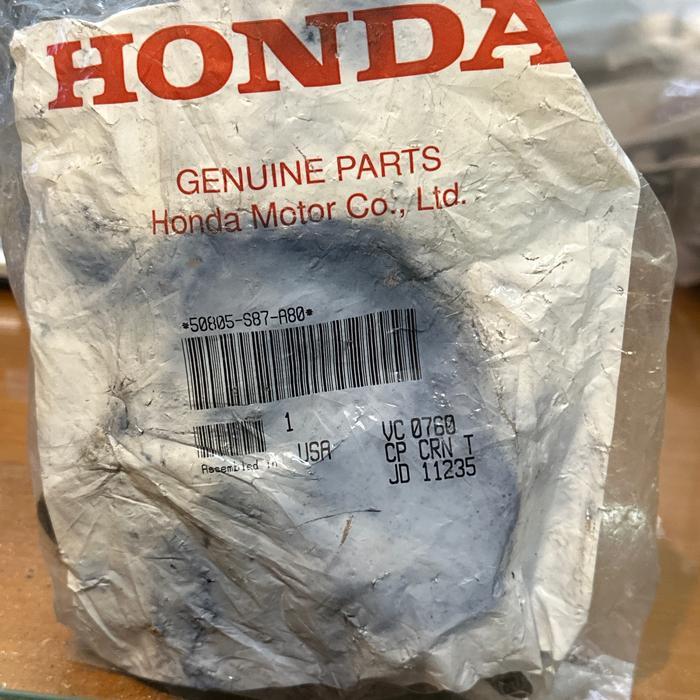 HONDA
GENUINE PARTS
Honda Motor Co., Ltd.
*50805-S87-A80*
1
VC 0760
USA
CP CRN T
Assembled in
JD 11235